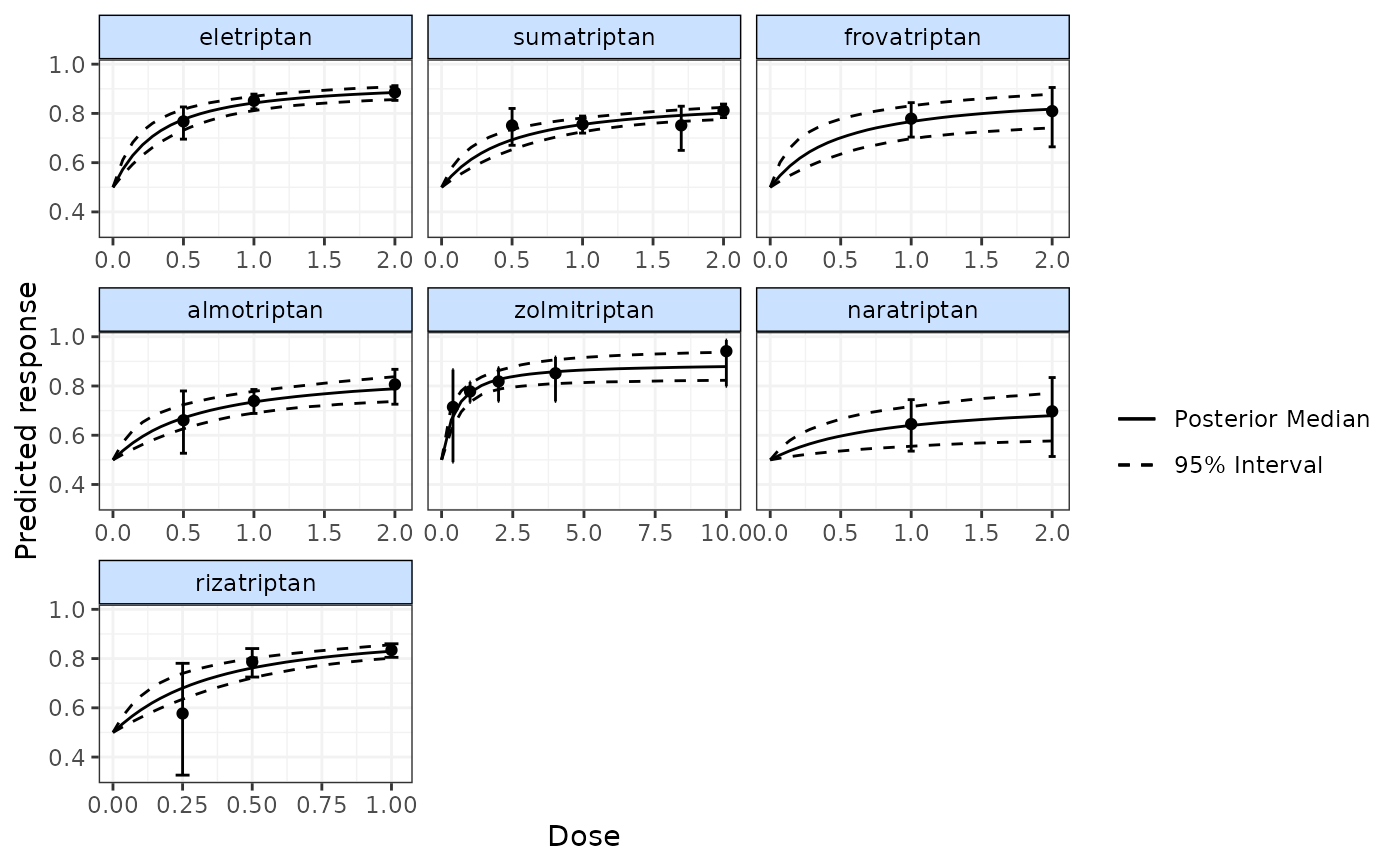 eletriptan sumatriptan frovatriptan
1.0
0.8
0.6
0.4
0.0 0.5 1.0 1.5 2.0 0.0 0.5 1.0 1.5 2.0 0.0 0.5 1.0 1.5 2.0
almotriptan zolmitriptan naratriptan
1.0
0.8
0.6
0.4
0.0 0.5 1.0 1.5 2.0 0.0 2.5 5.0 7.5 10.0 0.0 0.5 1.0 1.5 2.0
rizatriptan
1.0
0.8
0.6
0.4
0.00 0.25 0.50 0.75 1.00
Dose
Predicted response
Posterior Median
95% Interval